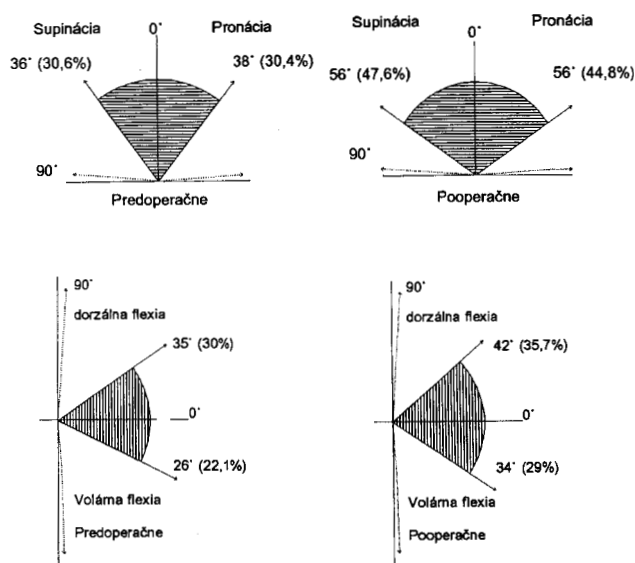 Supinácia
0°
Pronácia
36° (30,6%)
38° (30,4%)
90°
Predoperačne
Supinácia
0°
Pronácia
56° (47,6%)
56° (44,8%)
90°
Pooperačne
90°
dorzálna flexia
35° (30%)
0°
26° (22,1%)
Volárna flexia
Predoperačne
90°
dorzálna flexia
42° (35,7%)
0°
34° (29%)
Volárna flexia
Pooperačne